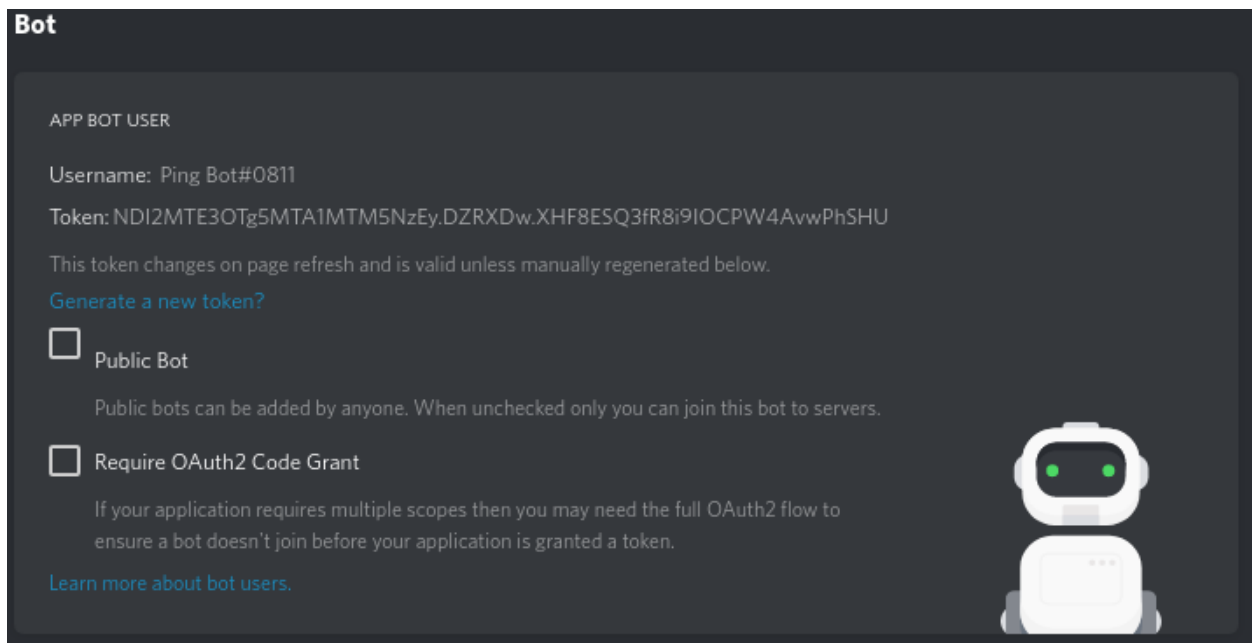 Bot
APP BOT USER
Username: Ping Bot#0811
Token: NDI2MTE3OTg5MTA1MTM5NzEy.DZRXDw.XHF8ESQ3fR8i9IOCPW4AvwPhSHU
This token changes on page refresh and is valid unless manually regenerated below.
Generate a new token?
Public Bot
Public bots can be added by anyone. When unchecked only you can join this bot to servers.
Require OAuth2 Code Grant
If your application requires multiple scopes then you may need the full OAuth2 flow to
ensure a bot doesn't join before your application is granted a token.
Learn more about bot users.